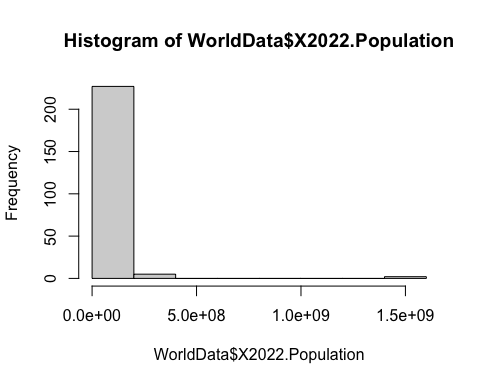 Histogram of WorldData$X2022.Population
Frequency
200
150
100
50
0
0.0e+00 5.0e+08 1.0e+09 1.5e+09
WorldData$X2022.Population